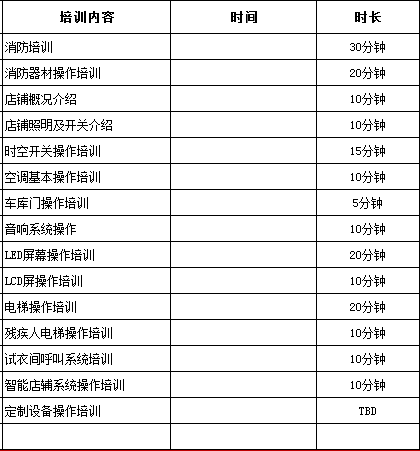 培训内容 时间 时长
消防培训 30分钟
消防器材操作培训 20分钟
店铺概况介绍 10分钟
店铺照明及开关介绍 10分钟
时空开关操作培训 15分钟
空调基本操作培训 10分钟
车库门操作培训 5分钟
音响系统操作 10分钟
LED屏幕操作培训 20分钟
LCD屏操作培训 10分钟
电梯操作培训 20分钟
残疾人电梯操作培训 10分钟
试衣间呼叫系统培训 10分钟
智能店铺系统操作培训 10分钟
定制设备操作培训 TBD